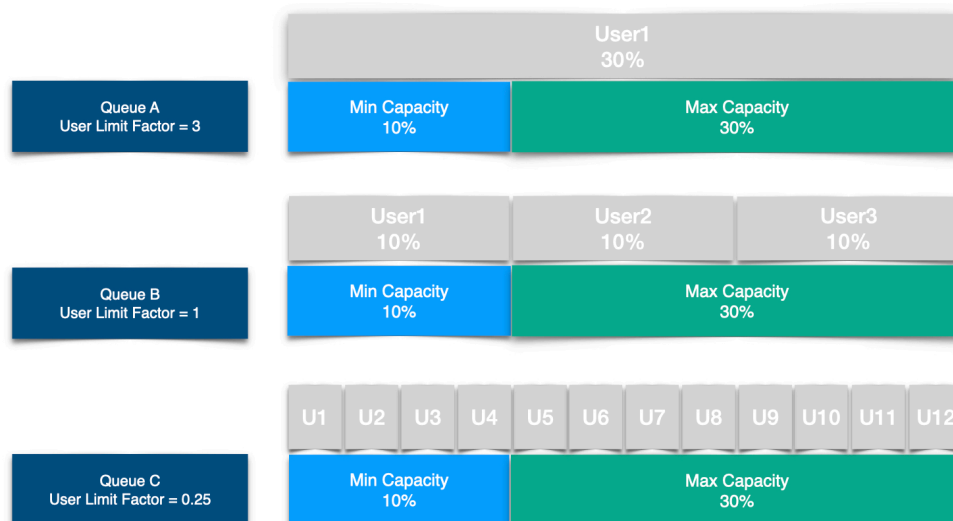 User1
30%
Queue A
User Limit Factor = 3
Min Capacity
10%
Max Capacity
30%
User1
10%
User2
10%
User3
10%
Queue B
User Limit Factor = 1
Min Capacity
10%
Max Capacity
30%
U1 U2 U3 U4 U5 U6 U7 U8 U9 U10 U11 U12
Queue C
User Limit Factor = 0.25
Min Capacity
10%
Max Capacity
30%